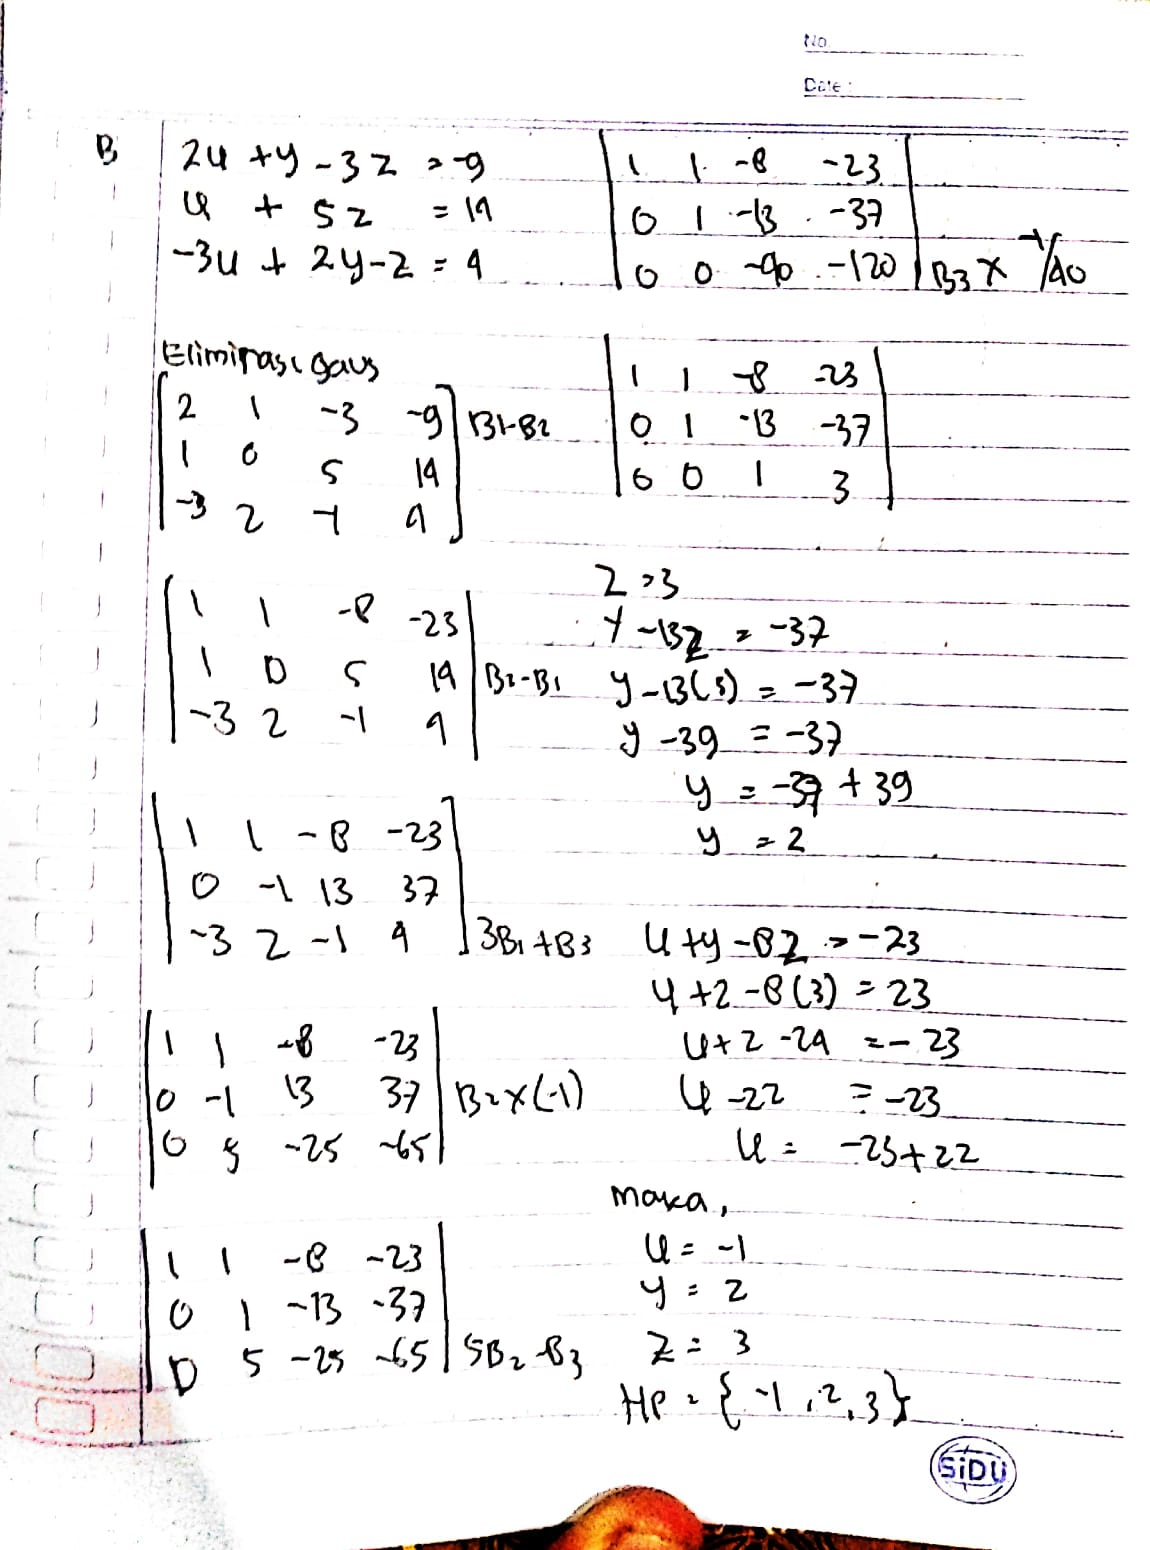 No.
Date :
B
2u + y - 3z = -9
u + 5z = 14
-3u + 2y - z = 4
Eliminasi gaus
2 1 -3 -9 B1-B2
1 0 5 14
-3 2 -1 4
1 1 -8 -23
1 0 5 14 B2-B1
-3 2 -1 4
1 1 -8 -23
0 -1 13 37
-3 2 -1 4 3B1+B3
1 1 -8 -23
0 -1 13 37 B2x(-1)
0 5 -25 -65
1 1 -8 -23
0 1 -13 -37
0 5 -25 -65 5B2-B3
1 1 -8 -23
0 1 -13 -37
0 0 -40 -120 B3 x -1/40
1 1 -8 -23
0 1 -13 -37
0 0 1 3
z = 3
y - 13z = -37
y - 13(3) = -37
y - 39 = -37
y = -37 + 39
y = 2
u + y - 8z = -23
u + 2 - 8(3) = 23
u + 2 - 24 = -23
u - 22 = -23
u = -23 + 22
maka,
u = -1
y = 2
z = 3
HP = {-1, 2, 3}
SiDU